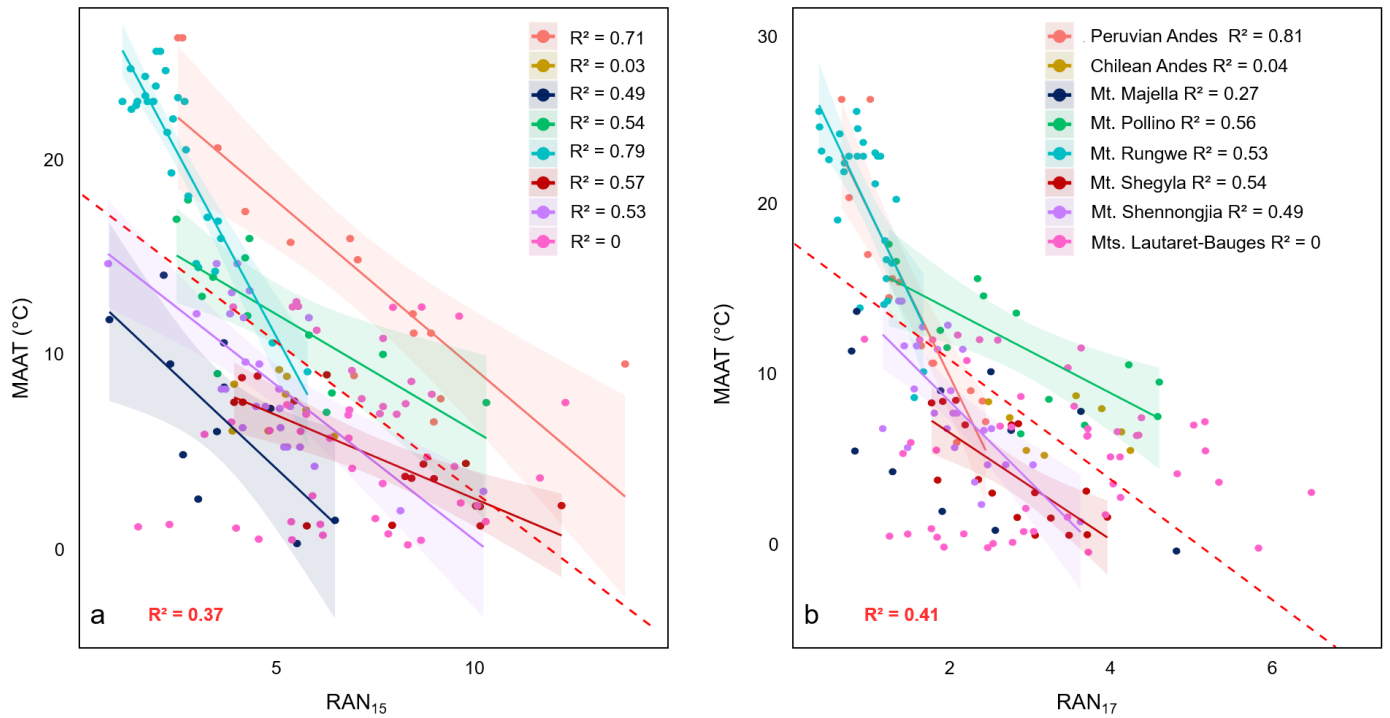 R² = 0.71
R² = 0.03
R² = 0.49
R² = 0.54
R² = 0.79
R² = 0.57
R² = 0.53
R² = 0
20
10
0
MAAT (°C)
a
R² = 0.37
5
10
RAN₁₅
Peruvian Andes R² = 0.81
Chilean Andes R² = 0.04
Mt. Majella R² = 0.27
Mt. Pollino R² = 0.56
Mt. Rungwe R² = 0.53
Mt. Shegyla R² = 0.54
Mt. Shennongjia R² = 0.49
Mts. Lautaret-Bauges R² = 0
30
20
10
0
MAAT (°C)
b
R² = 0.41
2
4
6
RAN₁₇